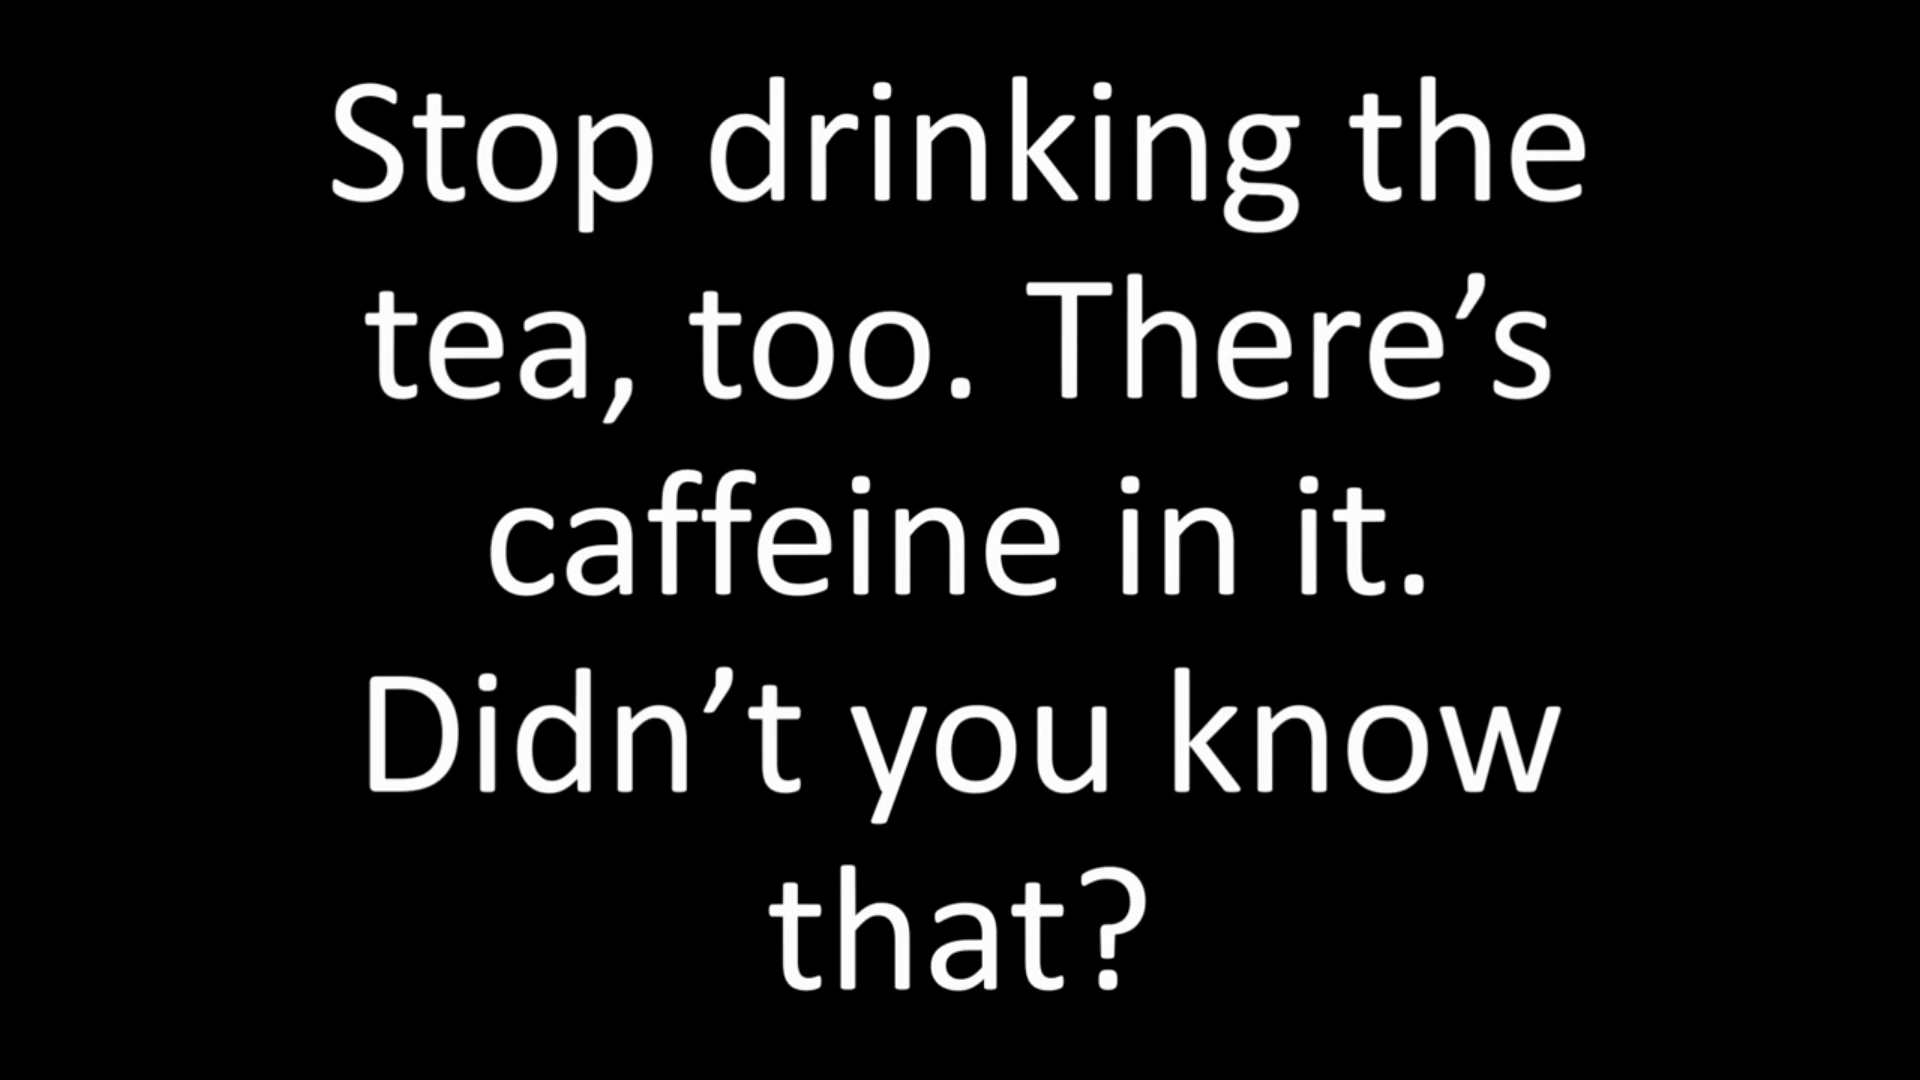 Stop drinking the
tea, too. There’s
caffeine in it.
Didn’t you know
that?